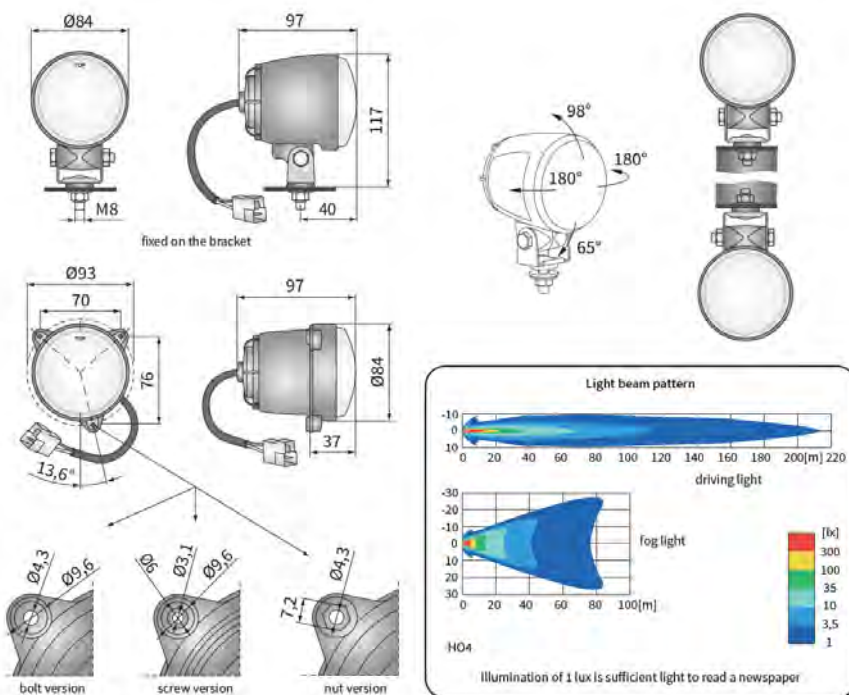 Ø84
97
TOP
117
M8
40
fixed on the bracket
98°
180°
180°
65°
Ø93
70
97
TOP
76
Ø84
13,6°
37
Ø4,3
Ø9,6
bolt version
Ø6
Ø3,1
Ø9,6
screw version
Ø4,3
7,2
nut version
Light beam pattern
-10
0
10
0 20 40 60 80 100 120 140 160 180 200[m] 220
driving light
-30
-20
-10
0
10
20
30
0 20 40 60 80 100[m]
fog light
[lx]
300
100
35
10
3,5
1
HO4
Illumination of 1 lux is sufficient light to read a newspaper